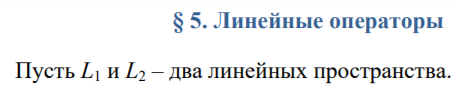 § 5. Линейные операторы
Пусть L₁ и L₂ – два линейных пространства.